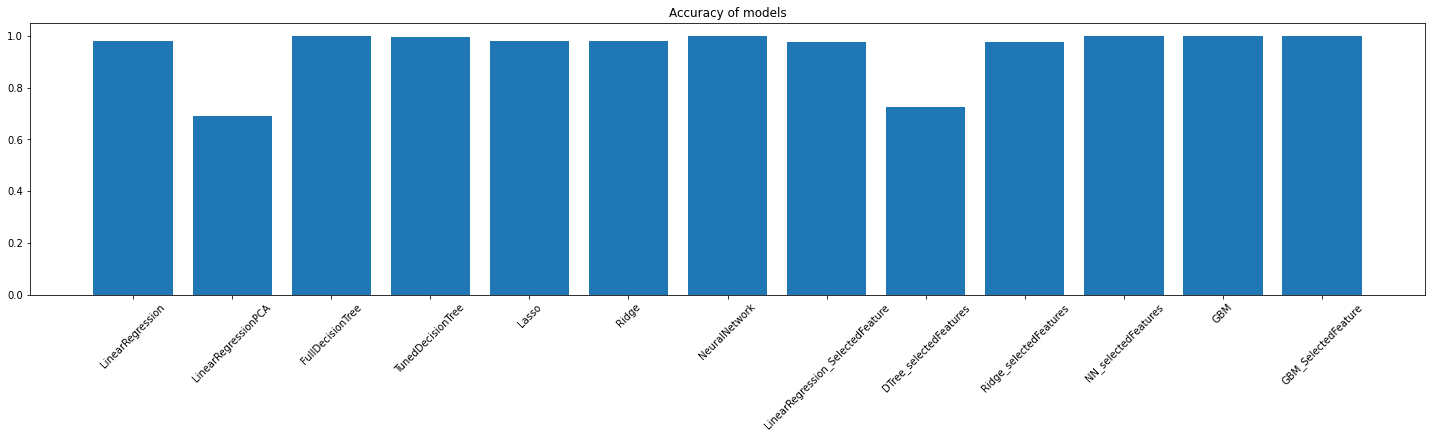 Accuracy of models
1.0
0.8
0.6
0.4
0.2
0.0
LinearRegression
LinearRegressionPCA
FullDecisionTree
TunedDecisionTree
Lasso
Ridge
NeuralNetwork
LinearRegression_SelectedFeature
DTree_selectedFeatures
Ridge_selectedFeatures
NN_selectedFeatures
GBM
GBM_SelectedFeature